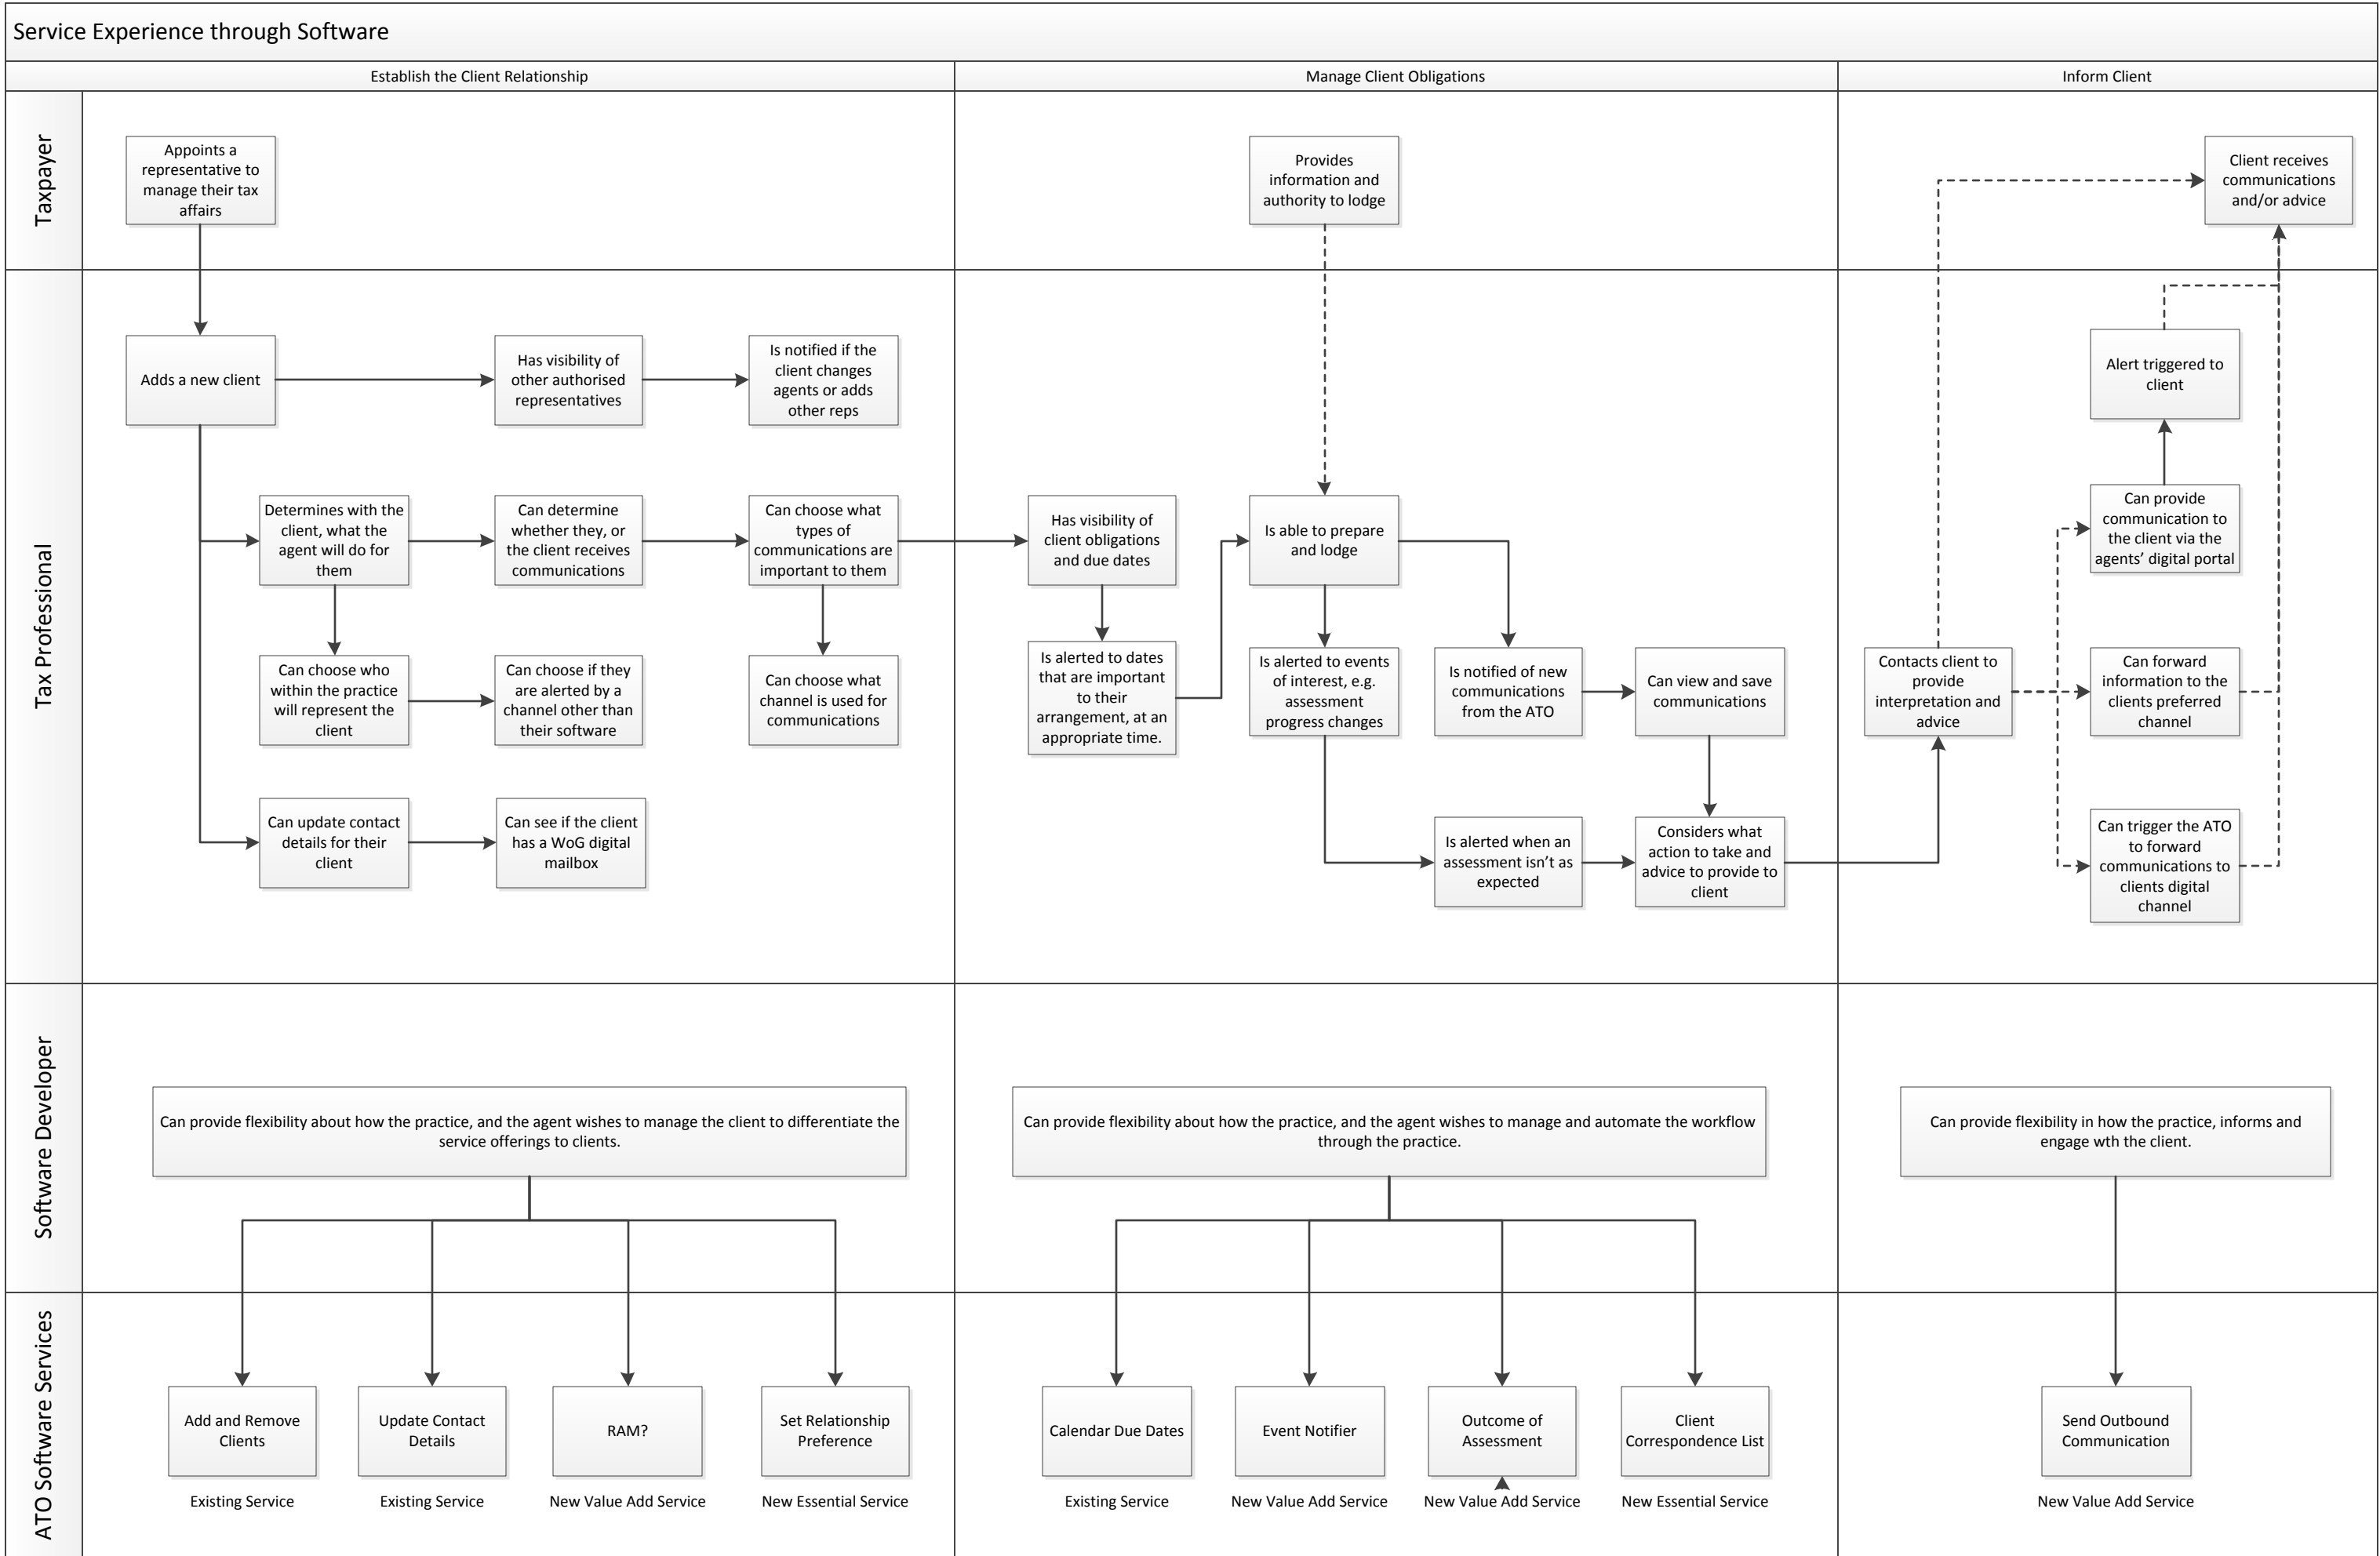 Service Experience through Software
Establish the Client Relationship
Manage Client Obligations
Inform Client
Taxpayer
Appoints a
representative to
manage their tax
affairs
Provides
information and
authority to lodge
Client receives
communications
and/or advice
Tax Professional
Adds a new client
Has visibility of
other authorised
representatives
Is notified if the
client changes
agents or adds
other reps
Alert triggered to
client
Determines with the
client, what the
agent will do for
them
Can determine
whether they, or
the client receives
communications
Can choose what
types of
communications are
important to them
Has visibility of
client obligations
and due dates
Is able to prepare
and lodge
Can provide
communication to
the client via the
agents' digital portal
Can choose who
within the practice
will represent the
client
Can choose if they
are alerted by a
channel other than
their software
Can choose what
channel is used for
communications
Is alerted to dates
that are important
to their
arrangement, at an
appropriate time.
Is alerted to events
of interest, e.g.
assessment
progress changes
Is notified of new
communications
from the ATO
Can view and save
communications
Contacts client to
provide
interpretation and
advice
Can forward
information to the
clients preferred
channel
Can update contact
details for their
client
Can see if the client
has a WoG digital
mailbox
Is alerted when an
assessment isn't as
expected
Considers what
action to take and
advice to provide to
client
Can trigger the ATO
to forward
communications to
clients digital
channel
Software Developer
Can provide flexibility about how the practice, and the agent wishes to manage the client to differentiate the
service offerings to clients.
Can provide flexibility about how the practice, and the agent wishes to manage and automate the workflow
through the practice.
Can provide flexibility in how the practice, informs and
engage wth the client.
ATO Software Services
Add and Remove
Clients
Update Contact
Details
RAM?
Set Relationship
Preference
Calendar Due Dates
Event Notifier
Outcome of
Assessment
Client
Correspondence List
Send Outbound
Communication
Existing Service
Existing Service
New Value Add Service
New Essential Service
Existing Service
New Value Add Service
New Value Add Service
New Essential Service
New Value Add Service